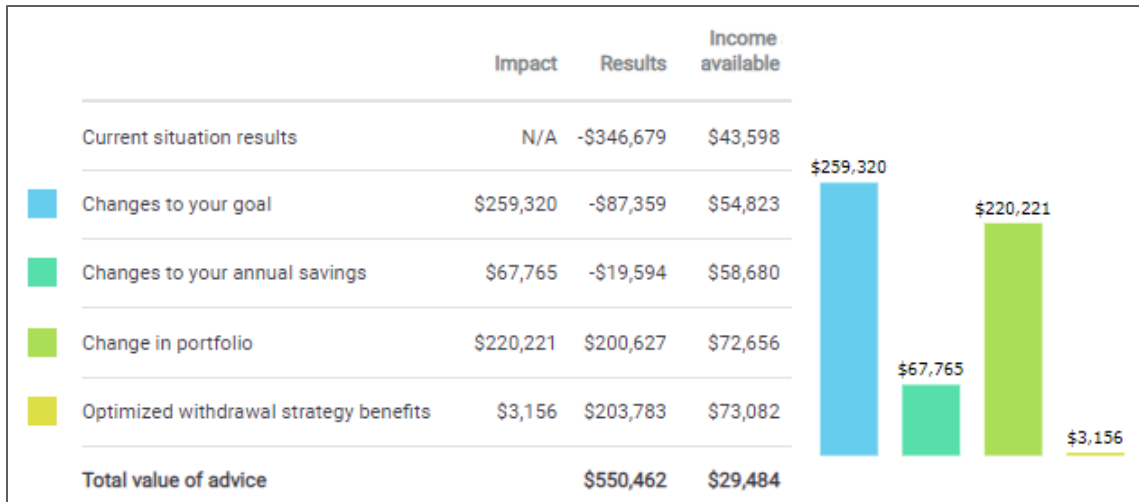 Impact Results Income available
Current situation results N/A -$346,679 $43,598
Changes to your goal $259,320 -$87,359 $54,823
Changes to your annual savings $67,765 -$19,594 $58,680
Change in portfolio $220,221 $200,627 $72,656
Optimized withdrawal strategy benefits $3,156 $203,783 $73,082
Total value of advice $550,462 $29,484
$259,320
$220,221
$67,765
$3,156